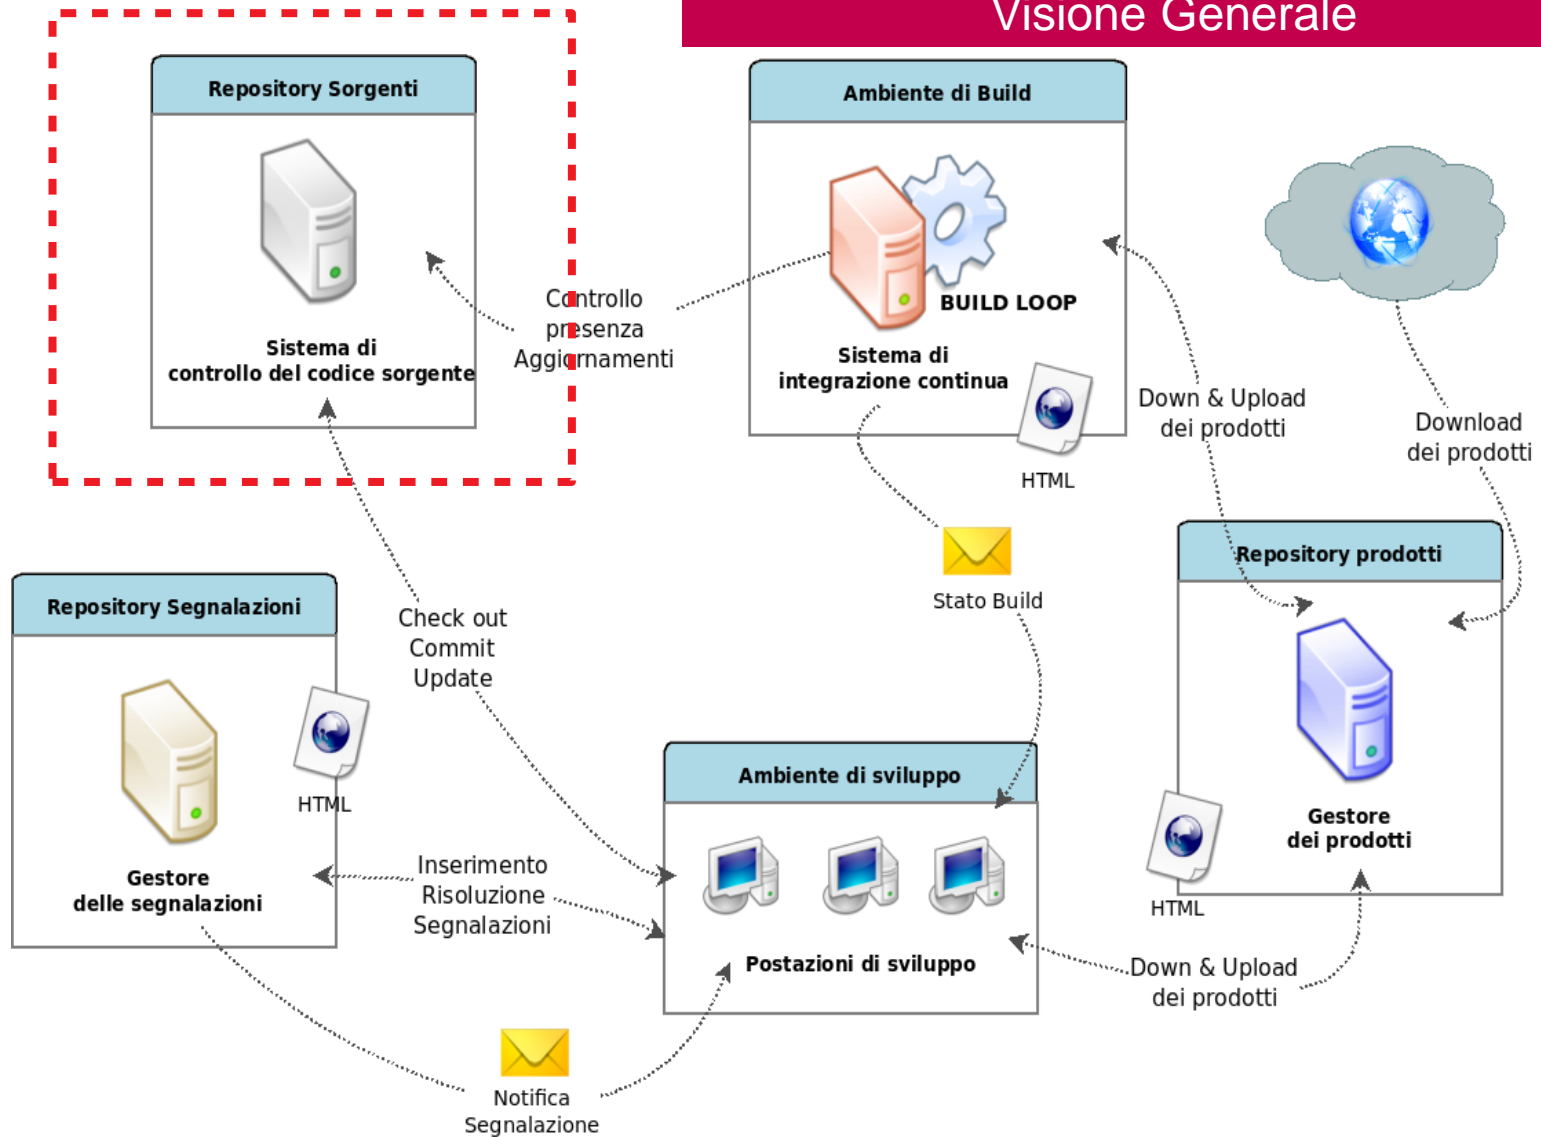 Visione Generale
Repository Sorgenti
Sistema di
controllo del codice sorgente
Controllo
presenza
Aggiornamenti
Ambiente di Build
BUILD LOOP
Sistema di
integrazione continua
HTML
Down & Upload
dei prodotti
Download
dei prodotti
Stato Build
Repository prodotti
Gestore
dei prodotti
HTML
Repository Segnalazioni
HTML
Gestore
delle segnalazioni
Check out
Commit
Update
Inserimento
Risoluzione
Segnalazioni
Ambiente di sviluppo
Postazioni di sviluppo
Down & Upload
dei prodotti
Notifica
Segnalazione